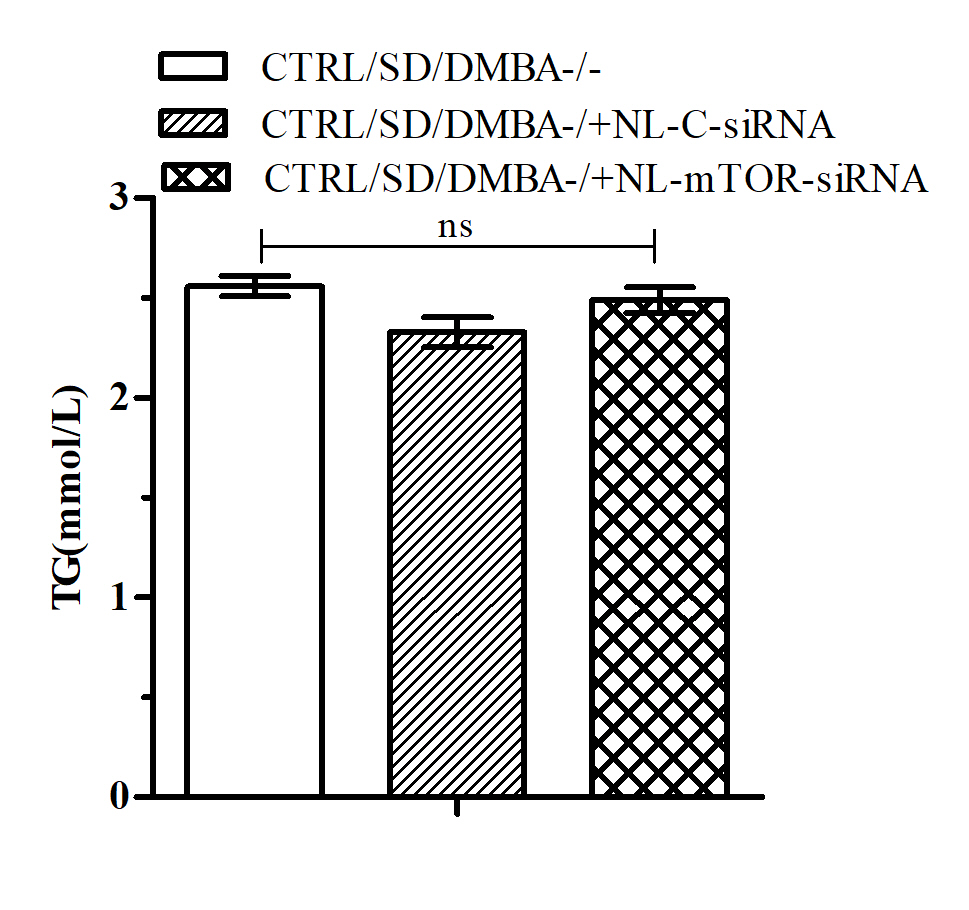 CTRL/SD/DMBA-/-
CTRL/SD/DMBA-/+NL-C-siRNA
CTRL/SD/DMBA-/+NL-mTOR-siRNA
3
ns
2
TG(mmol/L)
1
0